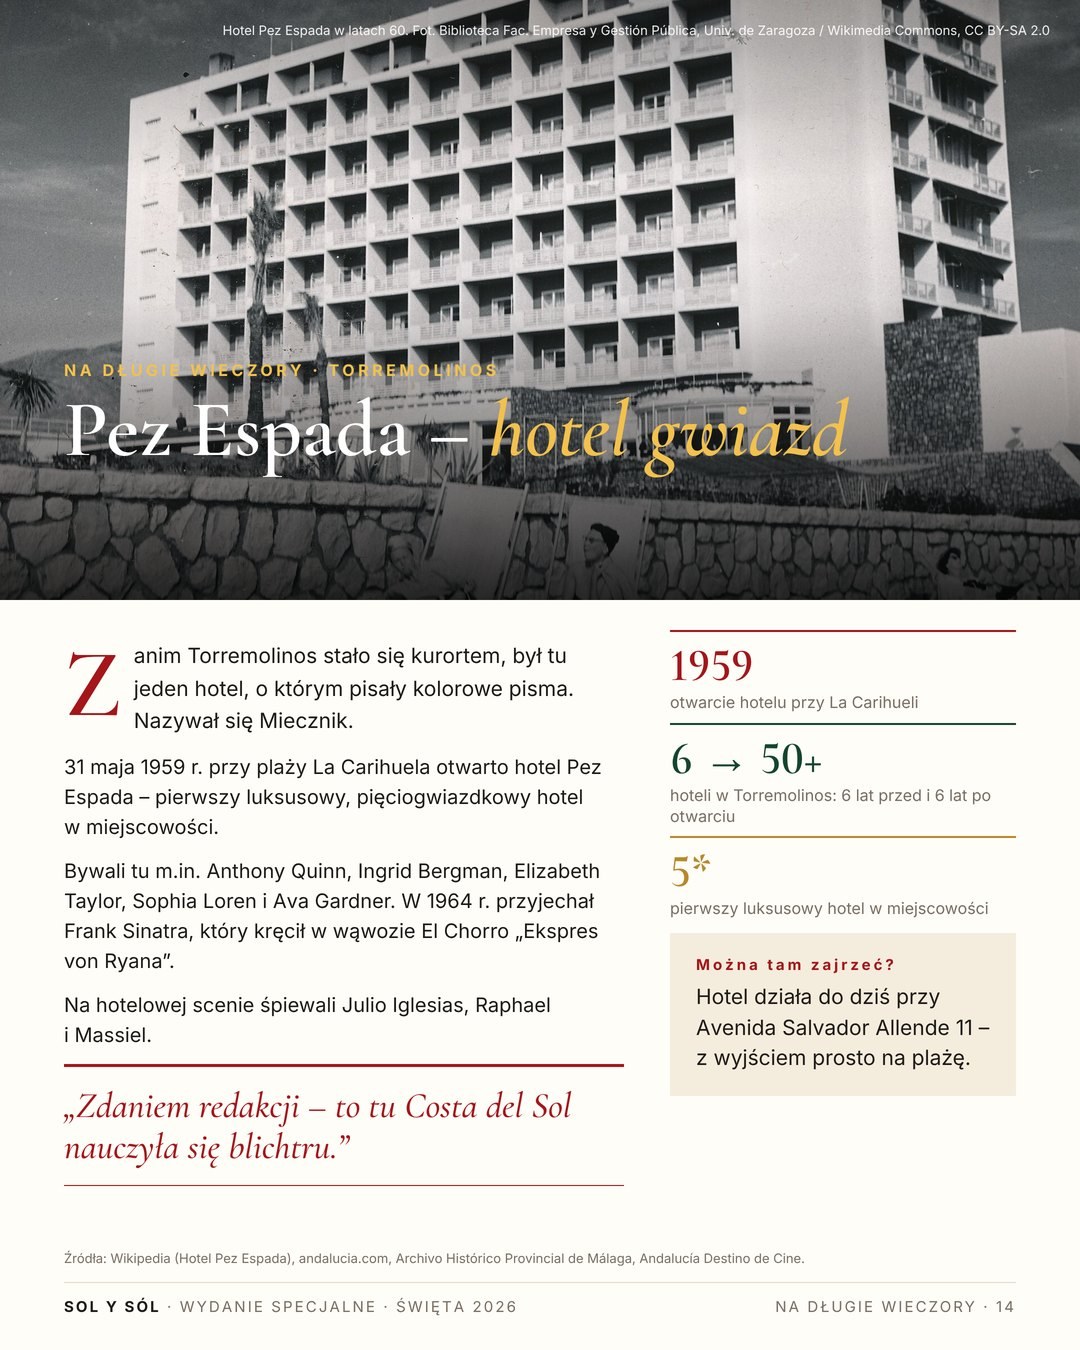 Hotel Pez Espada w latach 60. Fot. Biblioteca Fac. Empresa y Gestión Pública, Univ. de Zaragoza / Wikimedia Commons, CC BY-SA 2.0
NA DŁUGIE WIECZORY · TORREMOLINOS
Pez Espada – hotel gwiazd
Zanim Torremolinos stało się kurortem, był tu
jeden hotel, o którym pisały kolorowe pisma.
Nazywał się Miecznik.
31 maja 1959 r. przy plaży La Carihuela otwarto hotel Pez
Espada – pierwszy luksusowy, pięciogwiazdkowy hotel
w miejscowości.
Bywali tu m.in. Anthony Quinn, Ingrid Bergman, Elizabeth
Taylor, Sophia Loren i Ava Gardner. W 1964 r. przyjechał
Frank Sinatra, który kręcił w wąwozie El Chorro „Ekspres
von Ryana”.
Na hotelowej scenie śpiewali Julio Iglesias, Raphael
i Massiel.
„Zdaniem redakcji – to tu Costa del Sol
nauczyła się blichtru.”
1959
otwarcie hotelu przy La Carihueli
6 → 50+
hoteli w Torremolinos: 6 lat przed i 6 lat po
otwarciu
5*
pierwszy luksusowy hotel w miejscowości
Można tam zajrzeć?
Hotel działa do dziś przy
Avenida Salvador Allende 11 –
z wyjściem prosto na plażę.
Źródła: Wikipedia (Hotel Pez Espada), andalucia.com, Archivo Histórico Provincial de Málaga, Andalucía Destino de Cine.
SOL Y SÓL · WYDANIE SPECJALNE · ŚWIĘTA 2026
NA DŁUGIE WIECZORY · 14